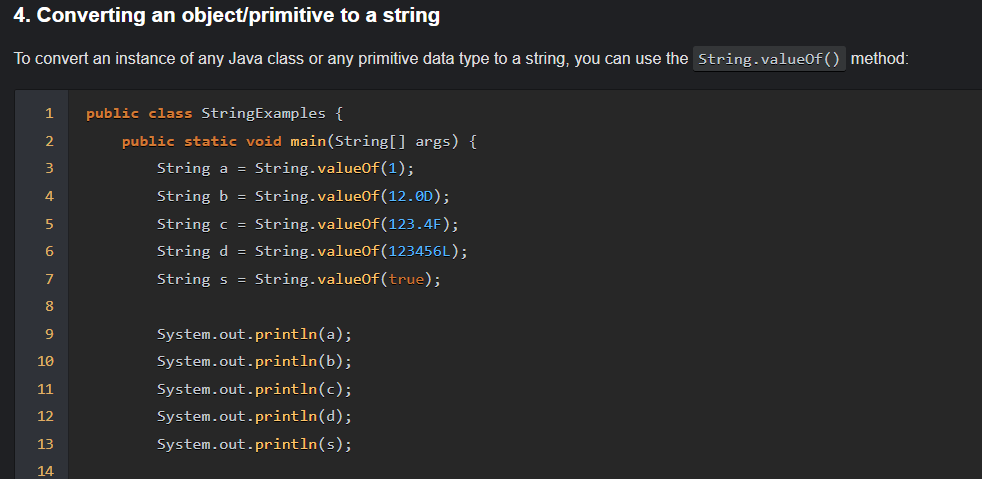 4. Converting an object/primitive to a string
To convert an instance of any Java class or any primitive data type to a string, you can use the String.valueOf() method:
1 public class StringExamples {
2     public static void main(String[] args) {
3         String a = String.valueOf(1);
4         String b = String.valueOf(12.0D);
5         String c = String.valueOf(123.4F);
6         String d = String.valueOf(123456L);
7         String s = String.valueOf(true);
8
9         System.out.println(a);
10         System.out.println(b);
11         System.out.println(c);
12         System.out.println(d);
13         System.out.println(s);
14